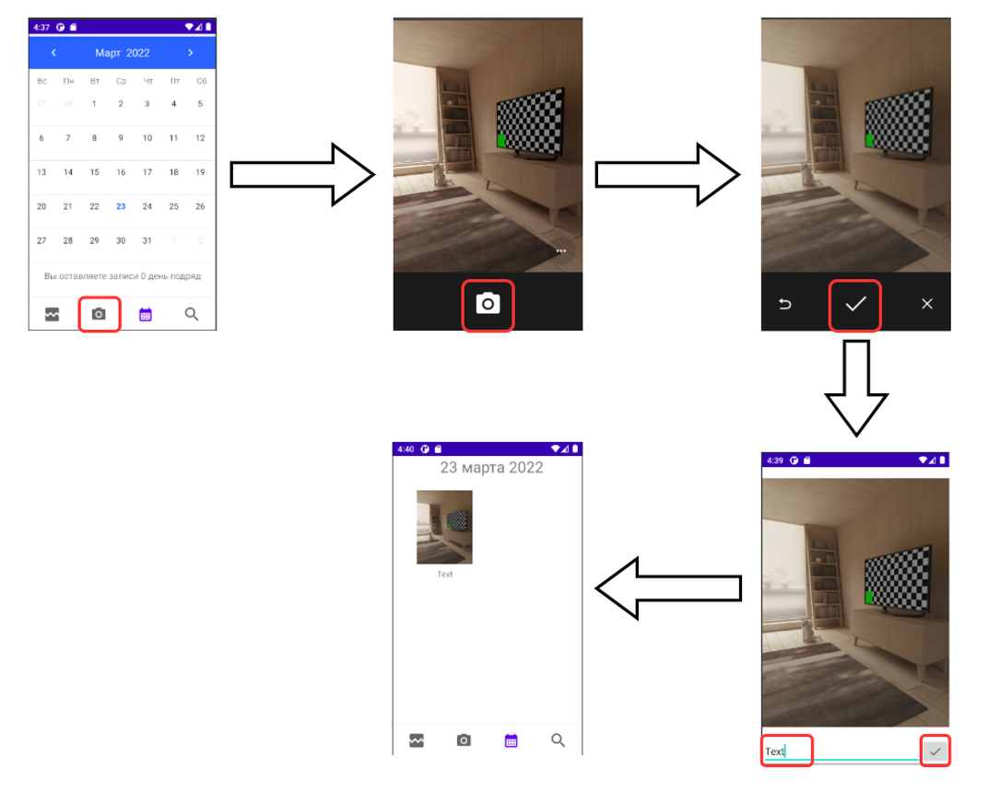 4:37
Март 2022
Вс Пн Вт Ср Чт Пт Сб
27 28 1 2 3 4 5
6 7 8 9 10 11 12
13 14 15 16 17 18 19
20 21 22 23 24 25 26
27 28 29 30 31 1 2
Вы оставляете записи 0 день подряд
4:39
Text
4:40
23 марта 2022
Text